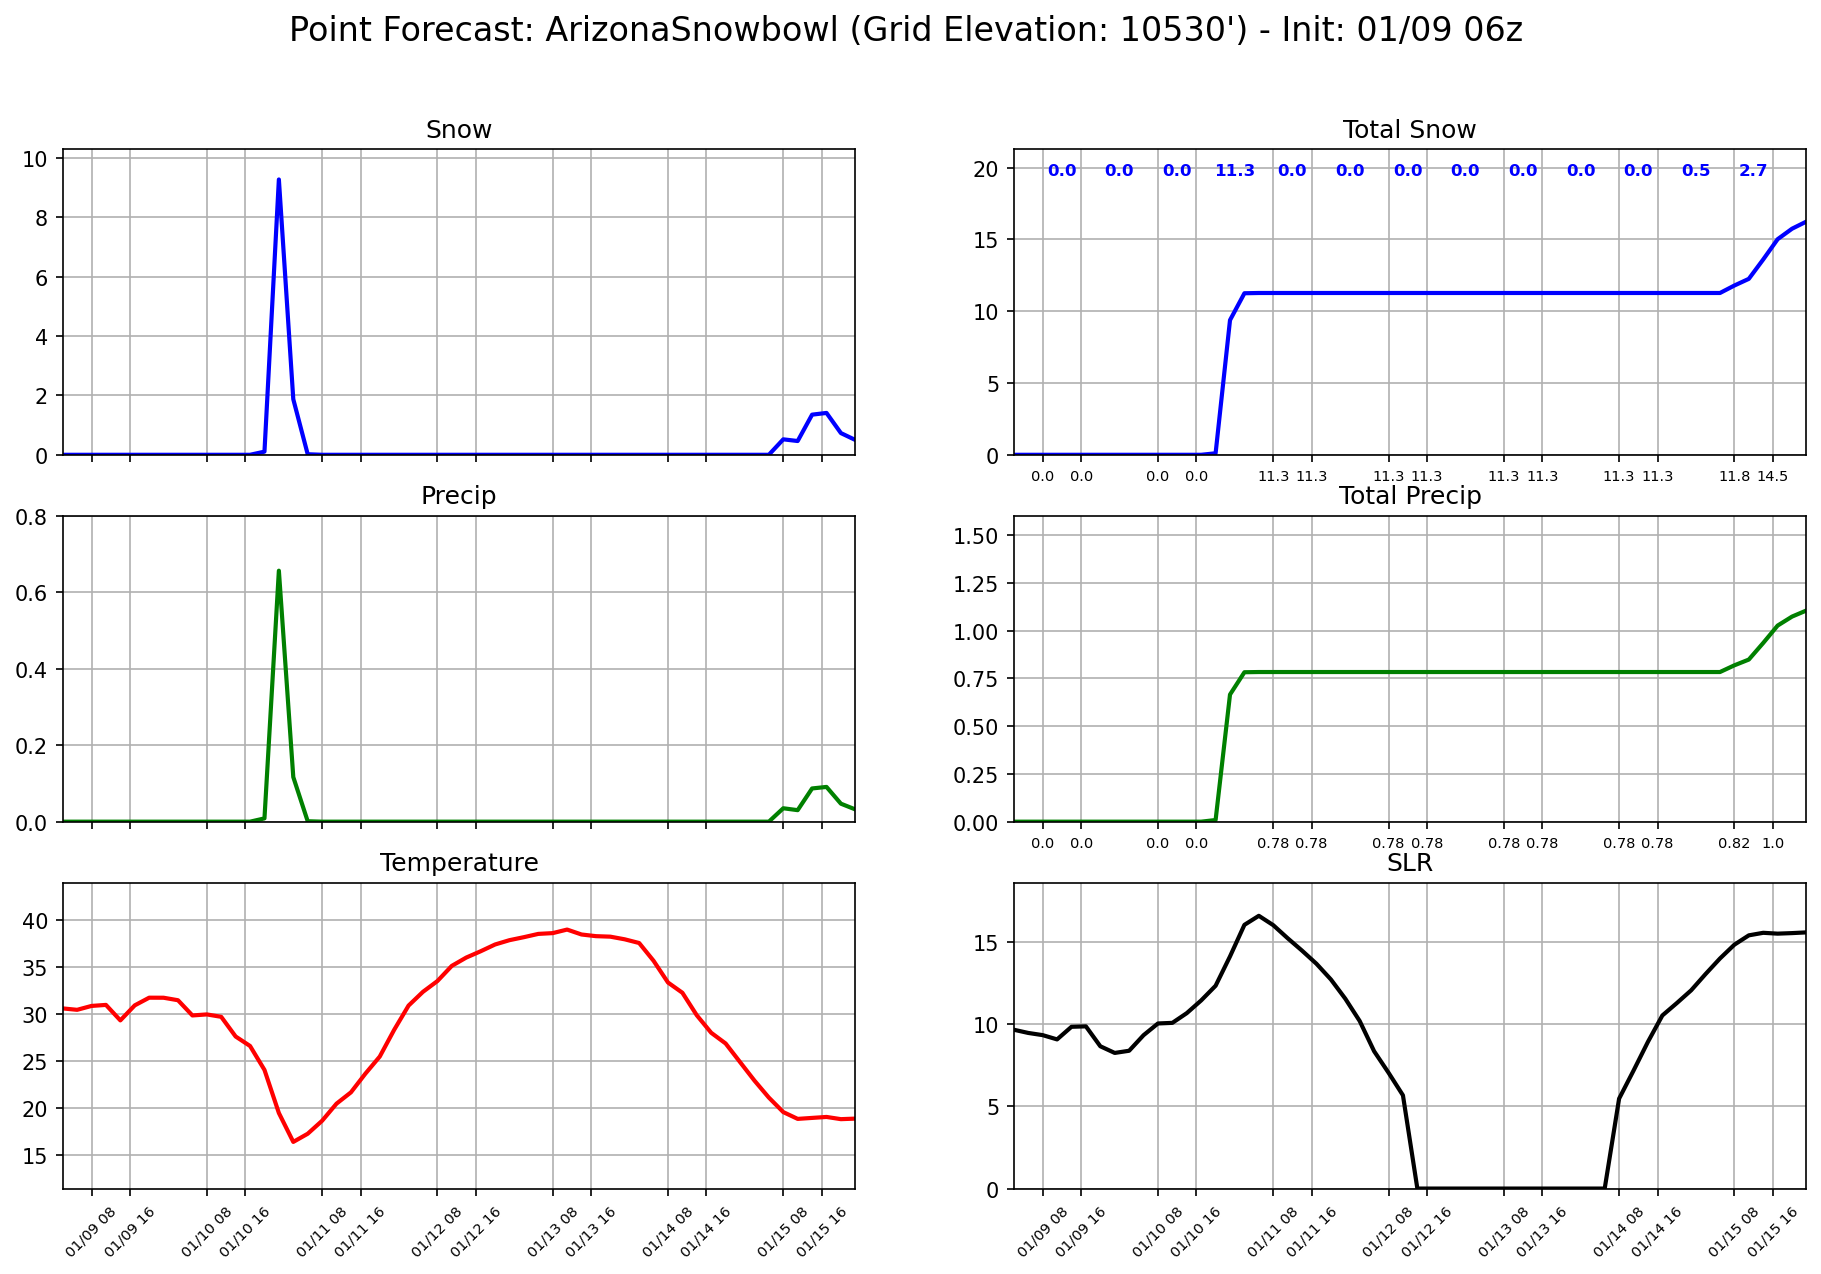 Point Forecast: ArizonaSnowbowl (Grid Elevation: 10530') - Init: 01/09 06z
Snow
10
8
6
4
2
0
Total Snow
20
15
10
5
0
0.0 0.0 0.0 11.3 0.0 0.0 0.0 0.0 0.0 0.0 0.0 0.5 2.7
0.0 0.0 0.0 0.0 11.3 11.3 11.3 11.3 11.3 11.3 11.3 11.3 11.8 14.5
Precip
0.8
0.6
0.4
0.2
0.0
Total Precip
1.50
1.25
1.00
0.75
0.50
0.25
0.00
0.0 0.0 0.0 0.0 0.78 0.78 0.78 0.78 0.78 0.78 0.78 0.78 0.82 1.0
Temperature
40
35
30
25
20
15
01/09 08 01/09 16 01/10 08 01/10 16 01/11 08 01/11 16 01/12 08 01/12 16 01/13 08 01/13 16 01/14 08 01/14 16 01/15 08 01/15 16
SLR
15
10
5
0
01/09 08 01/09 16 01/10 08 01/10 16 01/11 08 01/11 16 01/12 08 01/12 16 01/13 08 01/13 16 01/14 08 01/14 16 01/15 08 01/15 16